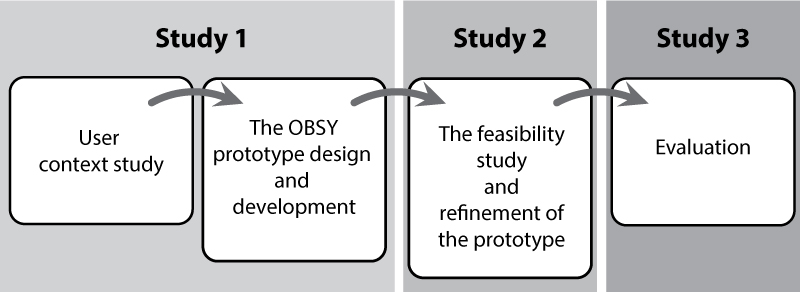 Study 1
User
context study
The OBSY
prototype design
and
development
Study 2
The feasibility
study
and
refinement of
the prototype
Study 3
Evaluation